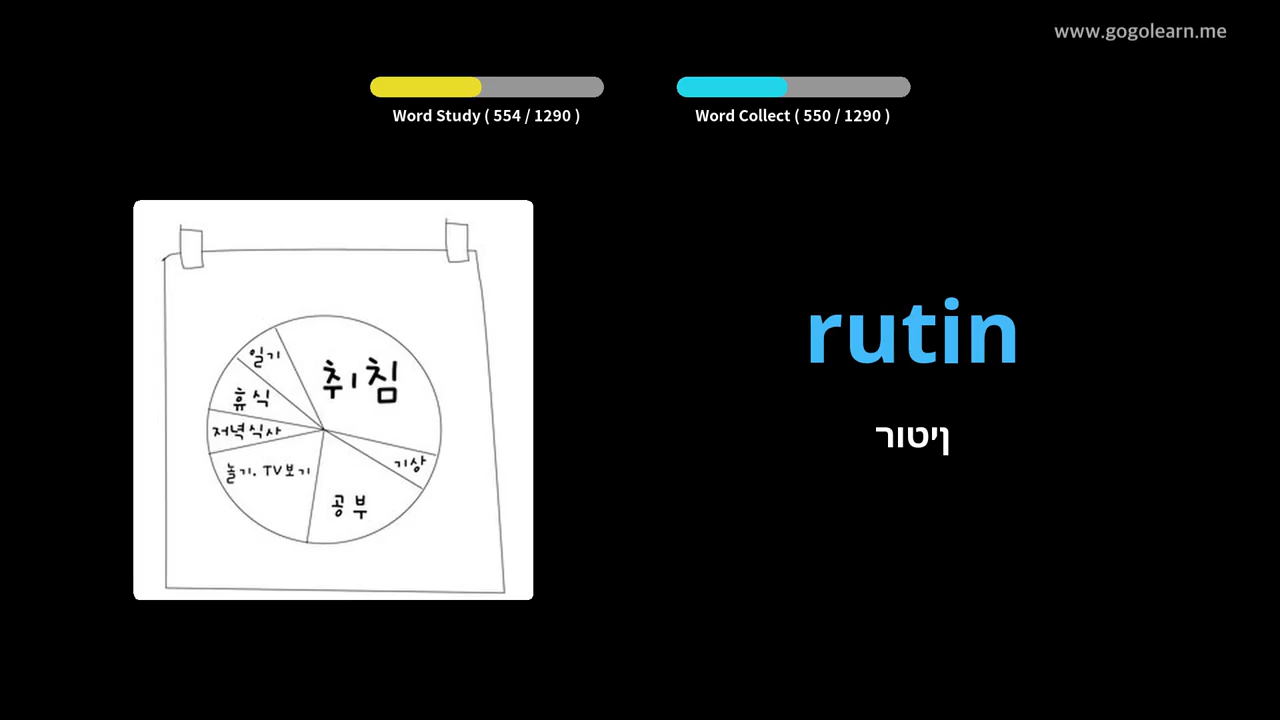 www.gogolearn.me
Word Study ( 554 / 1290 )
Word Collect ( 550 / 1290 )
일기
취침
휴식
저녁식사
기상
놀기. TV보기
공부
rutin
רוטין